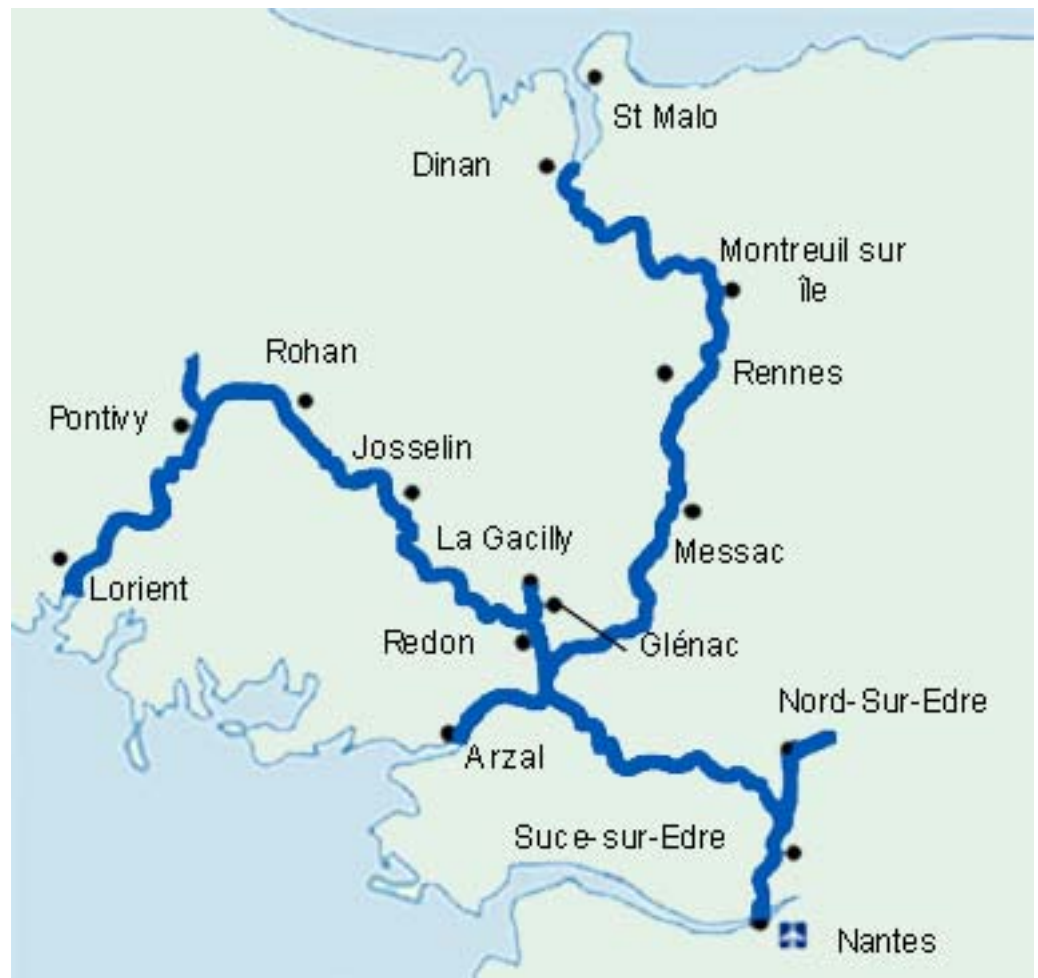 St Malo
Dinan
Montreuil sur
île
Rohan
Rennes
Pontivy
Josselin
La Gacilly
Messac
Lorient
Redon
Glénac
Nord-Sur-Edre
Arzal
Suce-sur-Edre
Nantes